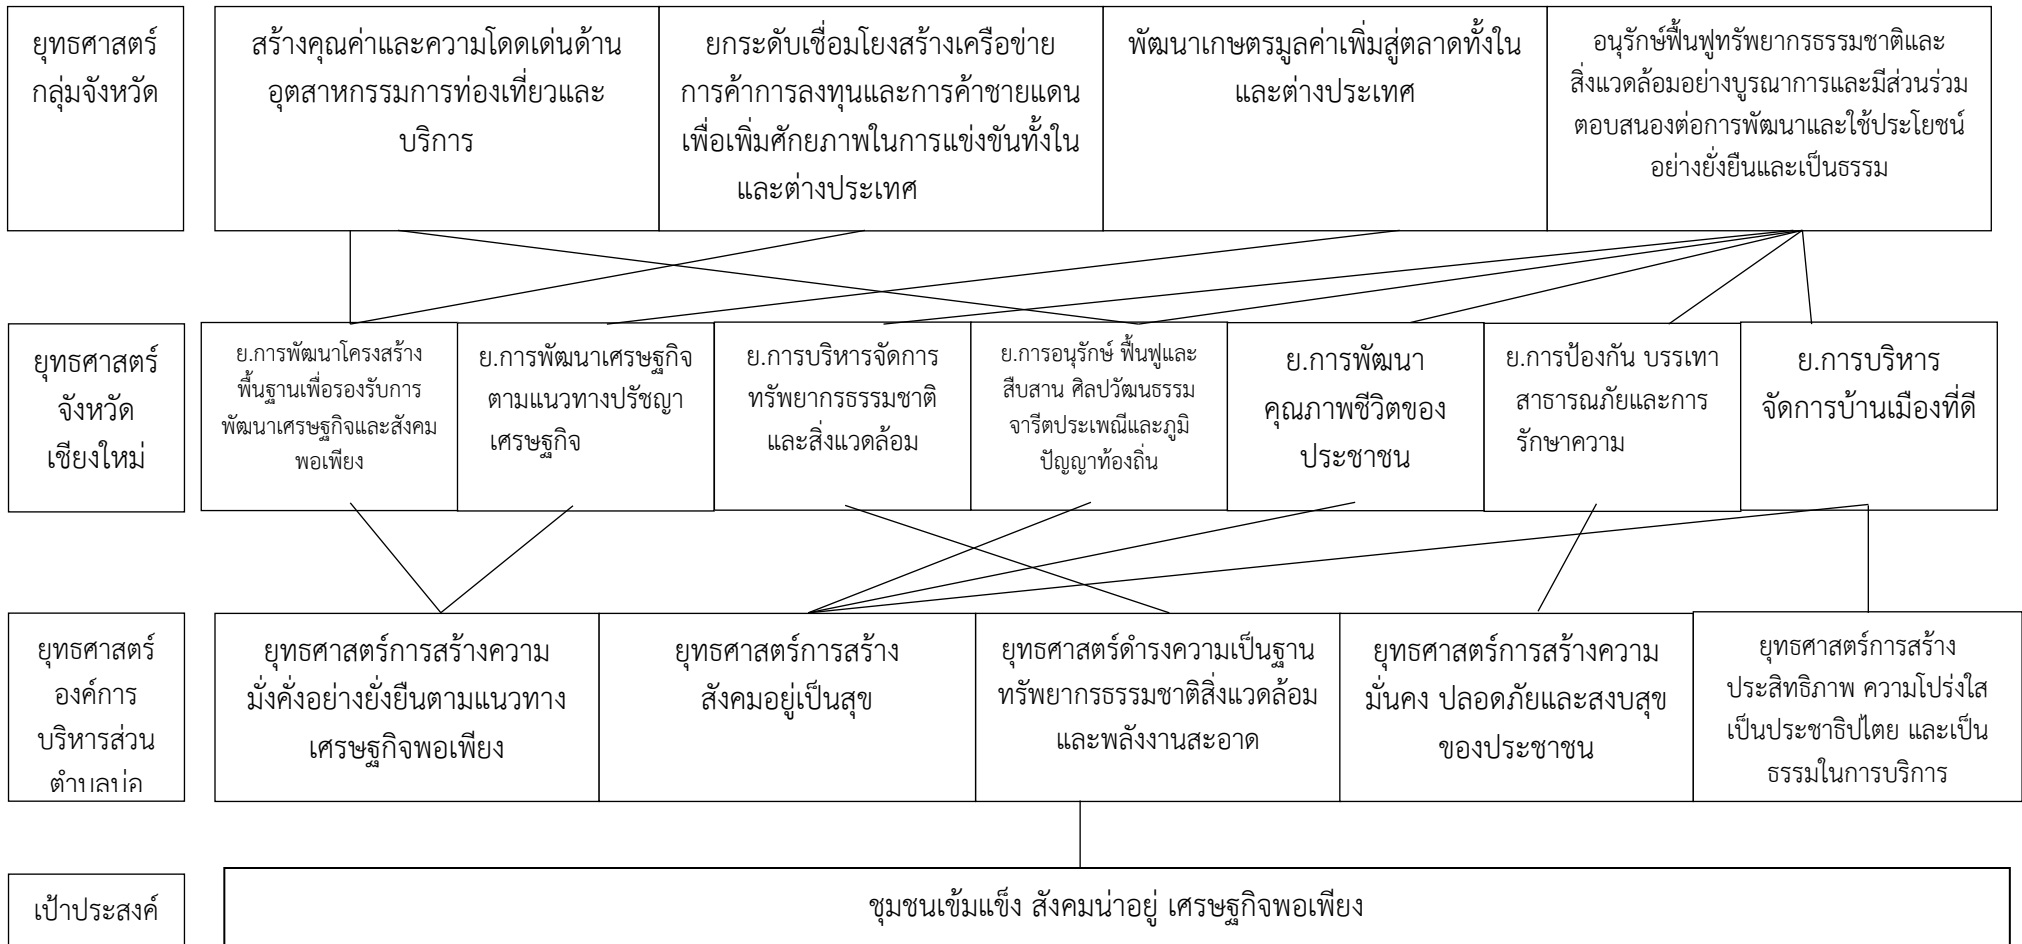 ยุทธศาสตร์
กลุ่มจังหวัด
สร้างคุณค่าและความโดดเด่นด้าน
อุตสาหกรรมการท่องเที่ยวและ
บริการ
ยกระดับเชื่อมโยงสร้างเครือข่าย
การค้าการลงทุนและการค้าชายแดน
เพื่อเพิ่มศักยภาพในการแข่งขันทั้งใน
และต่างประเทศ
พัฒนาเกษตรมูลค่าเพิ่มสู่ตลาดทั้งใน
และต่างประเทศ
อนุรักษ์ฟื้นฟูทรัพยากรธรรมชาติและ
สิ่งแวดล้อมอย่างบูรณาการและมีส่วนร่วม
ตอบสนองต่อการพัฒนาและใช้ประโยชน์
อย่างยั่งยืนและเป็นธรรม
ยุทธศาสตร์
จังหวัด
เชียงใหม่
ย.การพัฒนาโครงสร้าง
พื้นฐานเพื่อรองรับการ
พัฒนาเศรษฐกิจและสังคม
พอเพียง
ย.การพัฒนาเศรษฐกิจ
ตามแนวทางปรัชญา
เศรษฐกิจ
ย.การบริหารจัดการ
ทรัพยากรธรรมชาติ
และสิ่งแวดล้อม
ย.การอนุรักษ์ ฟื้นฟูและ
สืบสาน ศิลปวัฒนธรรม
จารีตประเพณีและภูมิ
ปัญญาท้องถิ่น
ย.การพัฒนา
คุณภาพชีวิตของ
ประชาชน
ย.การป้องกัน บรรเทา
สาธารณภัยและการ
รักษาความ
ย.การบริหาร
จัดการบ้านเมืองที่ดี
ยุทธศาสตร์
องค์การ
บริหารส่วน
ตำบลบ่อ
ยุทธศาสตร์การสร้างความ
มั่งคั่งอย่างยั่งยืนตามแนวทาง
เศรษฐกิจพอเพียง
ยุทธศาสตร์การสร้าง
สังคมอยู่เป็นสุข
ยุทธศาสตร์ดำรงความเป็นฐาน
ทรัพยากรธรรมชาติสิ่งแวดล้อม
และพลังงานสะอาด
ยุทธศาสตร์การสร้างความ
มั่นคง ปลอดภัยและสงบสุข
ของประชาชน
ยุทธศาสตร์การสร้าง
ประสิทธิภาพ ความโปร่งใส
เป็นประชาธิปไตย และเป็น
ธรรมในการบริการ
เป้าประสงค์
ชุมชนเข้มแข็ง สังคมน่าอยู่ เศรษฐกิจพอเพียง